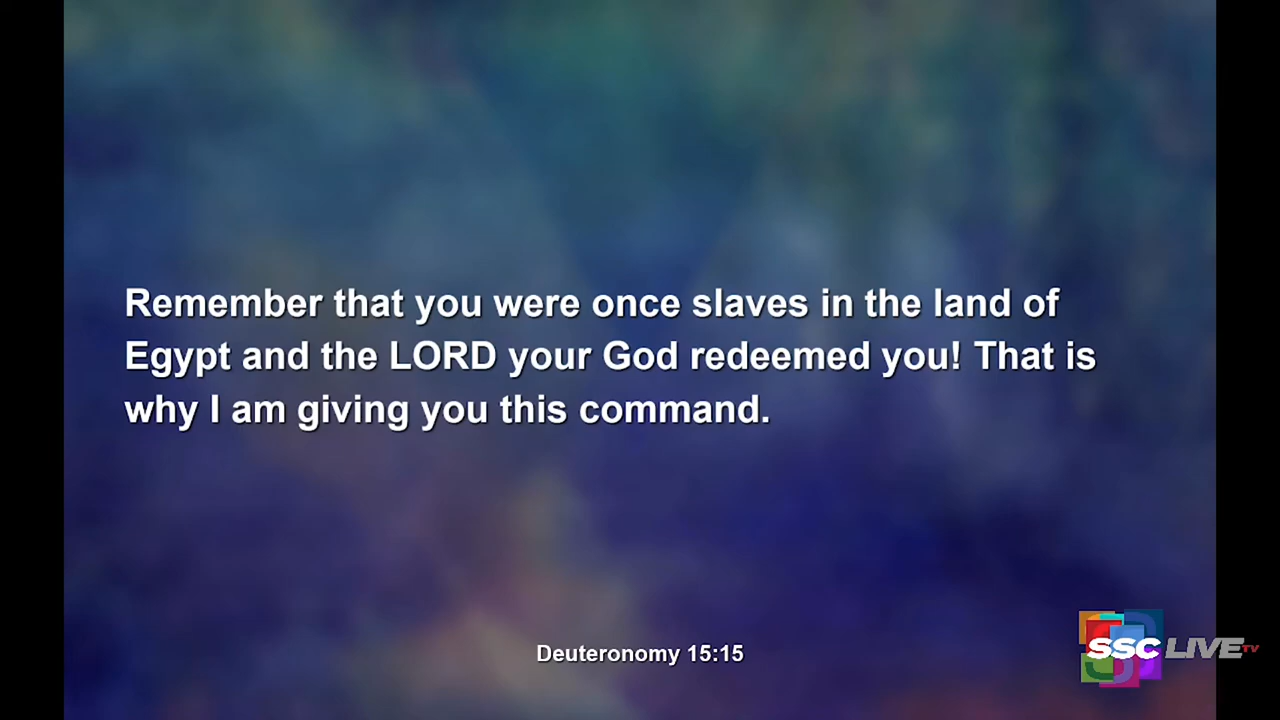 Remember that you were once slaves in the land of
Egypt and the LORD your God redeemed you! That is
why I am giving you this command.
Deuteronomy 15:15
SSC LIVE TV